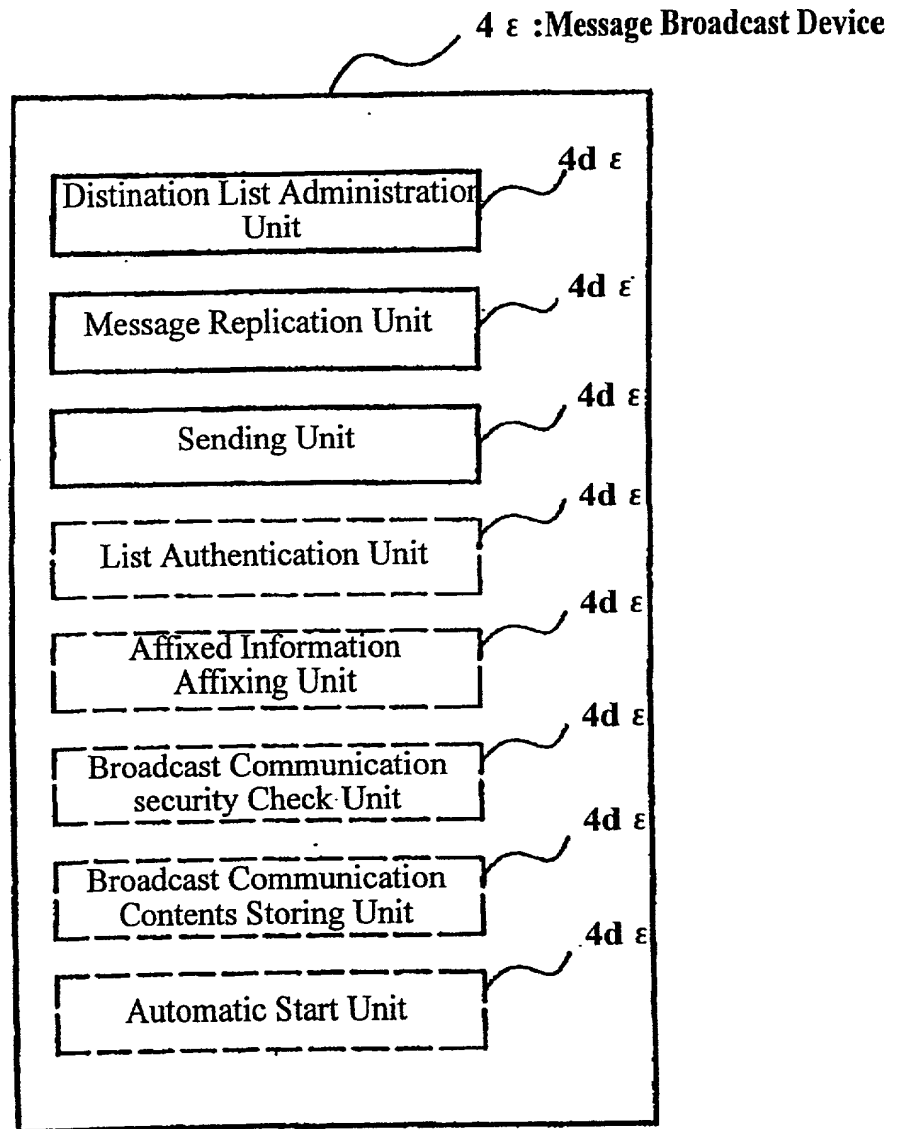 4 ε :Message Broadcast Device
4d ε
Distination List Administration
Unit
4d ε
Message Replication Unit
4d ε
Sending Unit
4d ε
List Authentication Unit
4d ε
Affixed Information
Affixing Unit
4d ε
Broadcast Communication
security Check Unit
4d ε
Broadcast Communication
Contents Storing Unit
4d ε
Automatic Start Unit